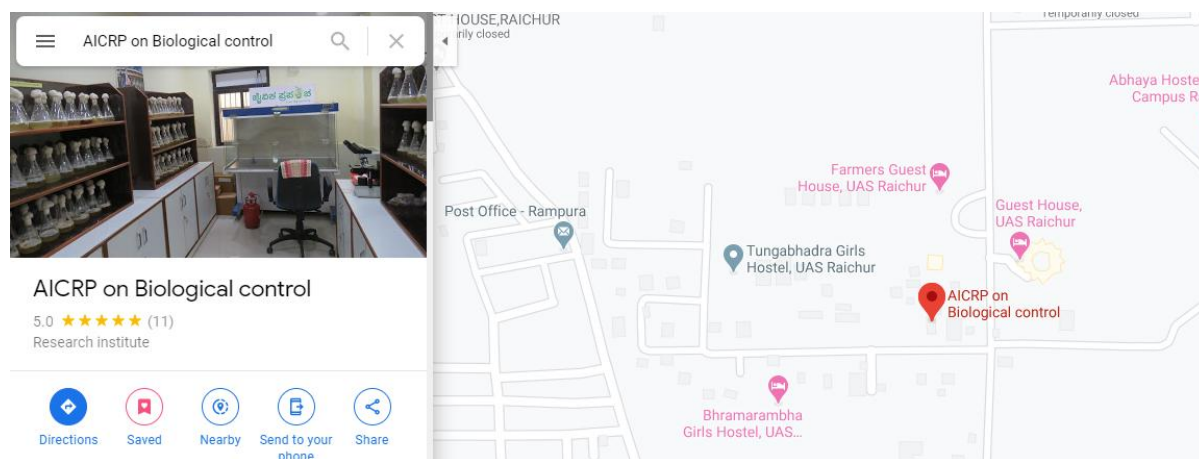 AICRP on Biological control
ಜೈವಿಕ ಪ್ರಪಂಚ
AICRP on Biological control
5.0 ★★★★★ (11)
Research institute
Directions
Saved
Nearby
Send to your
phone
Share
HOUSE,RAICHUR
rily closed
Temporarily closed
Abhaya Hoste
Campus R
Farmers Guest
House, UAS Raichur
Guest House,
UAS Raichur
Post Office - Rampura
Tungabhadra Girls
Hostel, UAS Raichur
AICRP on
Biological control
Bhramarambha
Girls Hostel, UAS...